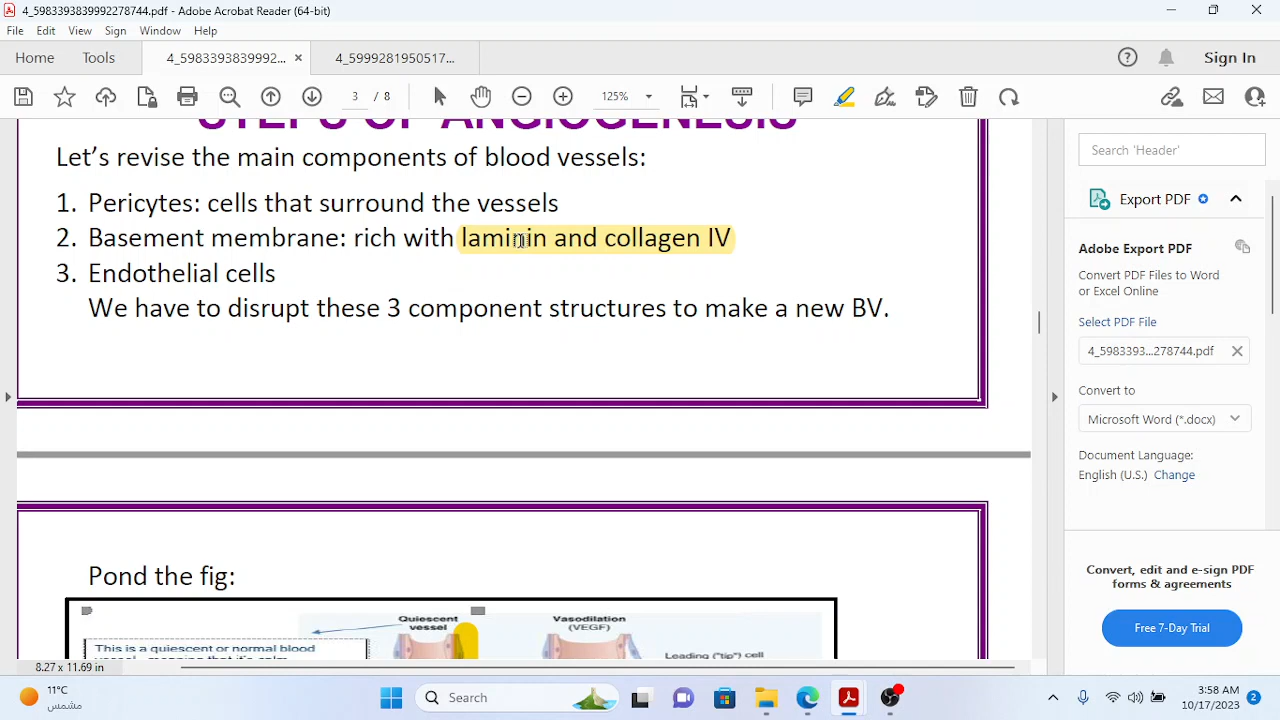 4_5983393839992278744.pdf - Adobe Acrobat Reader (64-bit)
File Edit View Sign Window Help
Home Tools 4_5983393839992... × 4_5999281950517... Sign In
3 / 8 125%
STEPS OF ANGIOGENESIS
Let's revise the main components of blood vessels:
1. Pericytes: cells that surround the vessels
2. Basement membrane: rich with laminin and collagen IV
3. Endothelial cells
We have to disrupt these 3 component structures to make a new BV.
Pond the fig:
Quiescent
vessel
Vasodilation
(VEGF)
This is a quiescent or normal blood
Leading ("tip") cell
8.27 x 11.69 in
Search 'Header'
Export PDF
Adobe Export PDF
Convert PDF Files to Word
or Excel Online
Select PDF File
4_5983393...278744.pdf
Convert to
Microsoft Word (*.docx)
Document Language:
English (U.S.) Change
Convert, edit and e-sign PDF
forms & agreements
Free 7-Day Trial
11°C
مشمس
Search
3:58 AM
10/17/2023
2